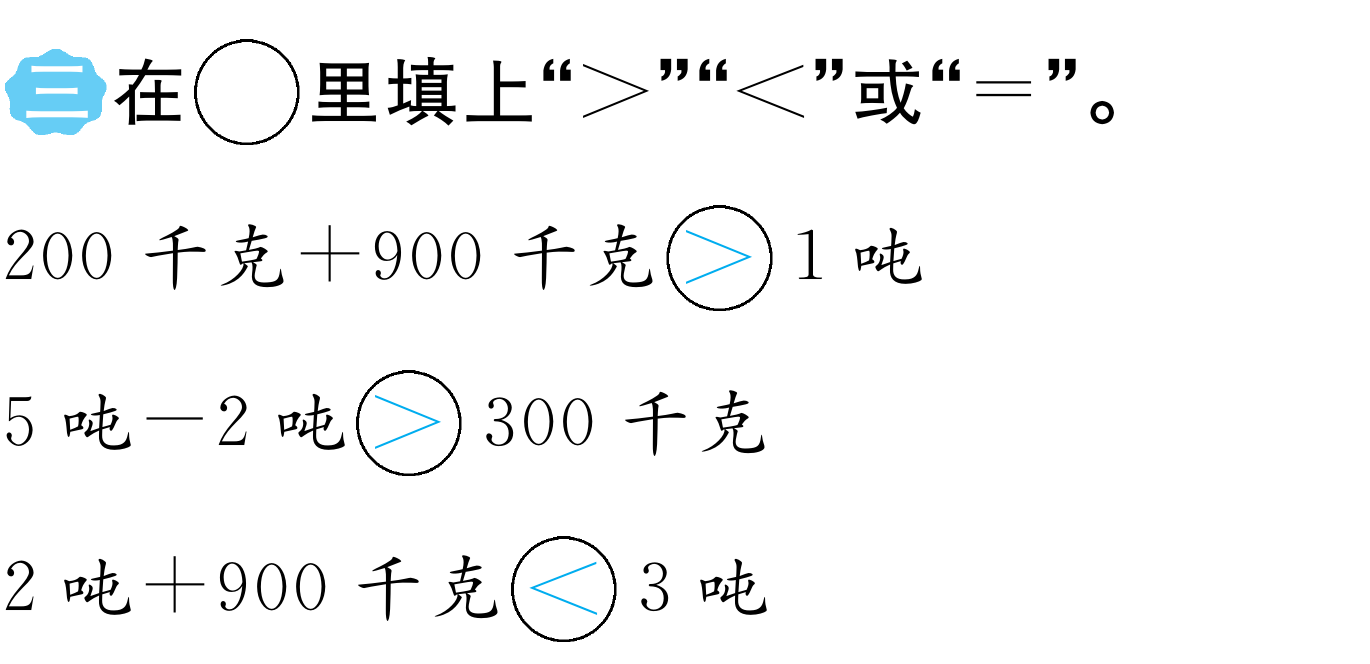 三 在○里填上“＞”“＜”或“＝”。
200 千克＋900 千克＞1 吨
5 吨－2 吨＞300 千克
2 吨＋900 千克＜3 吨